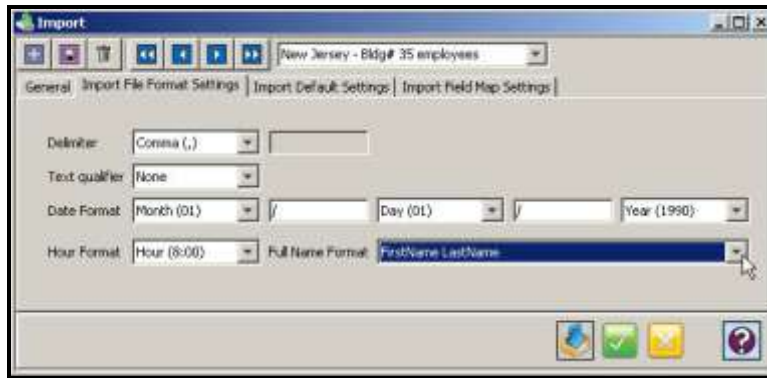 Import
New Jersey - Bldg# 35 employees
General Import File Format Settings Import Default Settings Import Field Map Settings
Delimiter Comma (,)
Text qualifier None
Date Format Month (01) / Day (01) / Year (1990)
Hour Format Hour (8:00) Full Name Format FirstName LastName
?